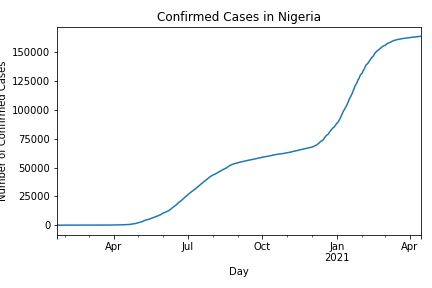 Confirmed Cases in Nigeria
Number of Confirmed Cases
150000
125000
100000
75000
50000
25000
0
Apr
Jul
Oct
Jan
2021
Apr
Day